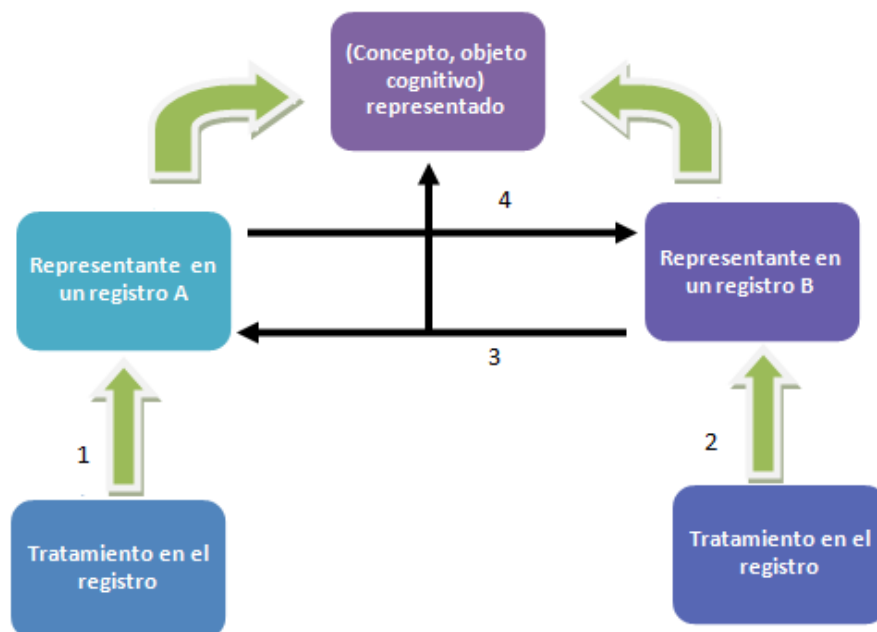 (Concepto, objeto
cognitivo)
representado
4
Representante en
un registro A
Representante en
un registro B
3
1
2
Tratamiento en el
registro
Tratamiento en el
registro